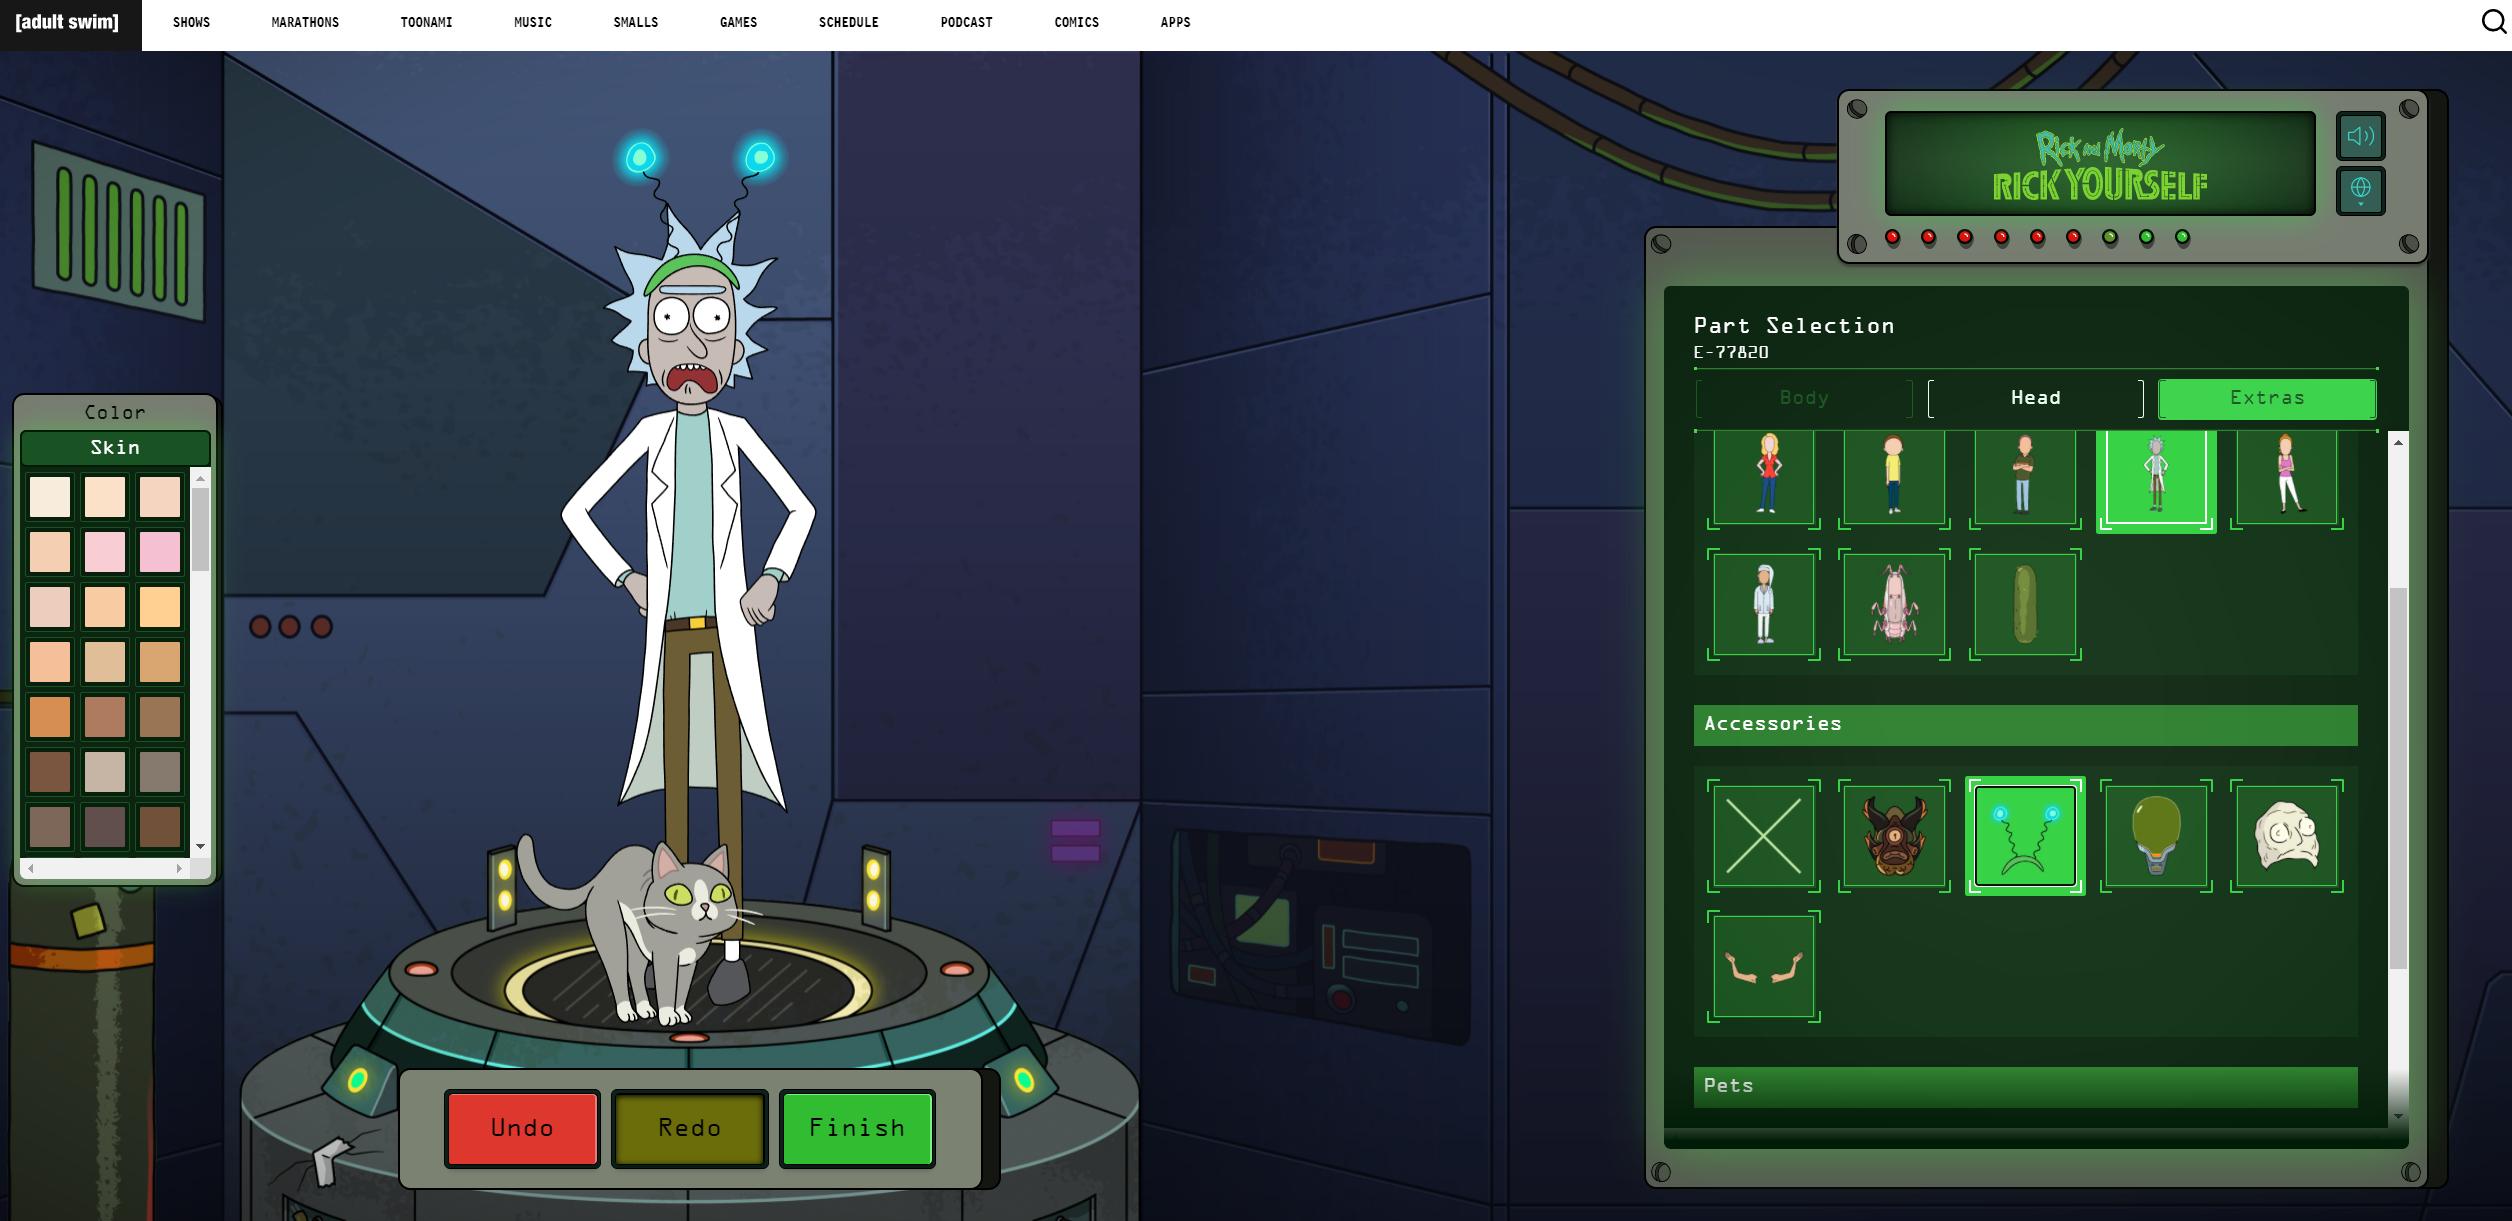 [adult swim]
SHOWS
MARATHONS
TOONAMI
MUSIC
SMALLS
GAMES
SCHEDULE
PODCAST
COMICS
APPS
Rick and Morty
RICK YOURSELF
Part Selection
E-77820
Body
Head
Extras
Color
Skin
Accessories
Pets
Undo
Redo
Finish